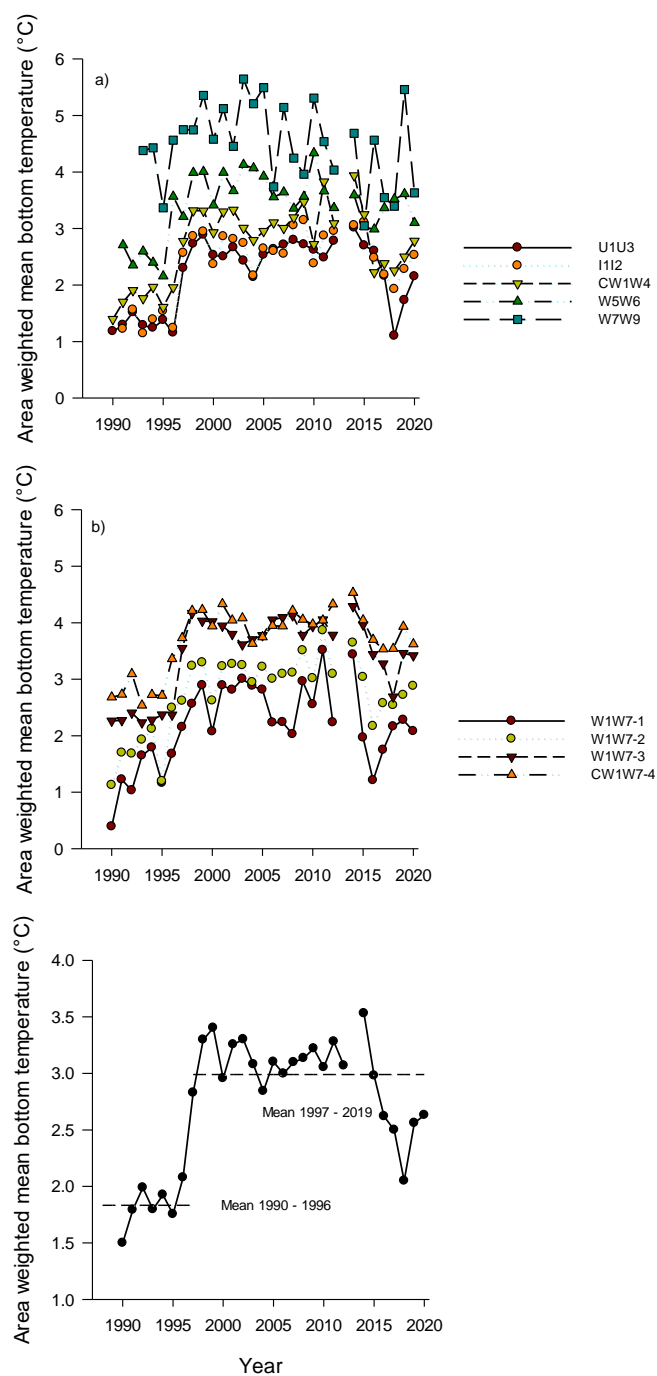 Area weighted mean bottom temperature (°C)
6
5
4
3
2
1
0
a)
1990 1995 2000 2005 2010 2015 2020
U1U3
I1I2
CW1W4
W5W6
W7W9
Area weighted mean bottom temperature (°C)
6
5
4
3
2
1
0
b)
1990 1995 2000 2005 2010 2015 2020
W1W7-1
W1W7-2
W1W7-3
CW1W7-4
Area weighted mean bottom temperature (°C)
4.0
3.5
3.0
2.5
2.0
1.5
1.0
Mean 1997 - 2019
Mean 1990 - 1996
1990 1995 2000 2005 2010 2015 2020
Year